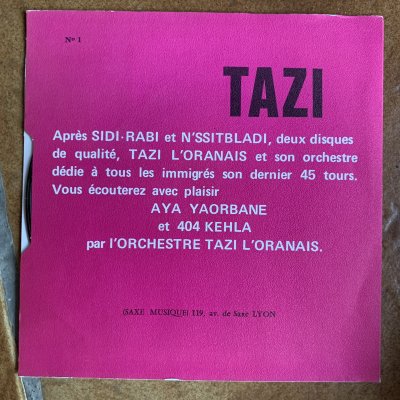 N° 1
TAZI
Après SIDI-RABI et N'SSITBLADI, deux disques
de qualité, TAZI L'ORANAIS et son orchestre
dédie à tous les immigrés son dernier 45 tours.
Vous écouterez avec plaisir
AYA YAORBANE
et 404 KEHLA
par l'ORCHESTRE TAZI L'ORANAIS.
(SAXE MUSIQUE) 119, av. de Saxe LYON